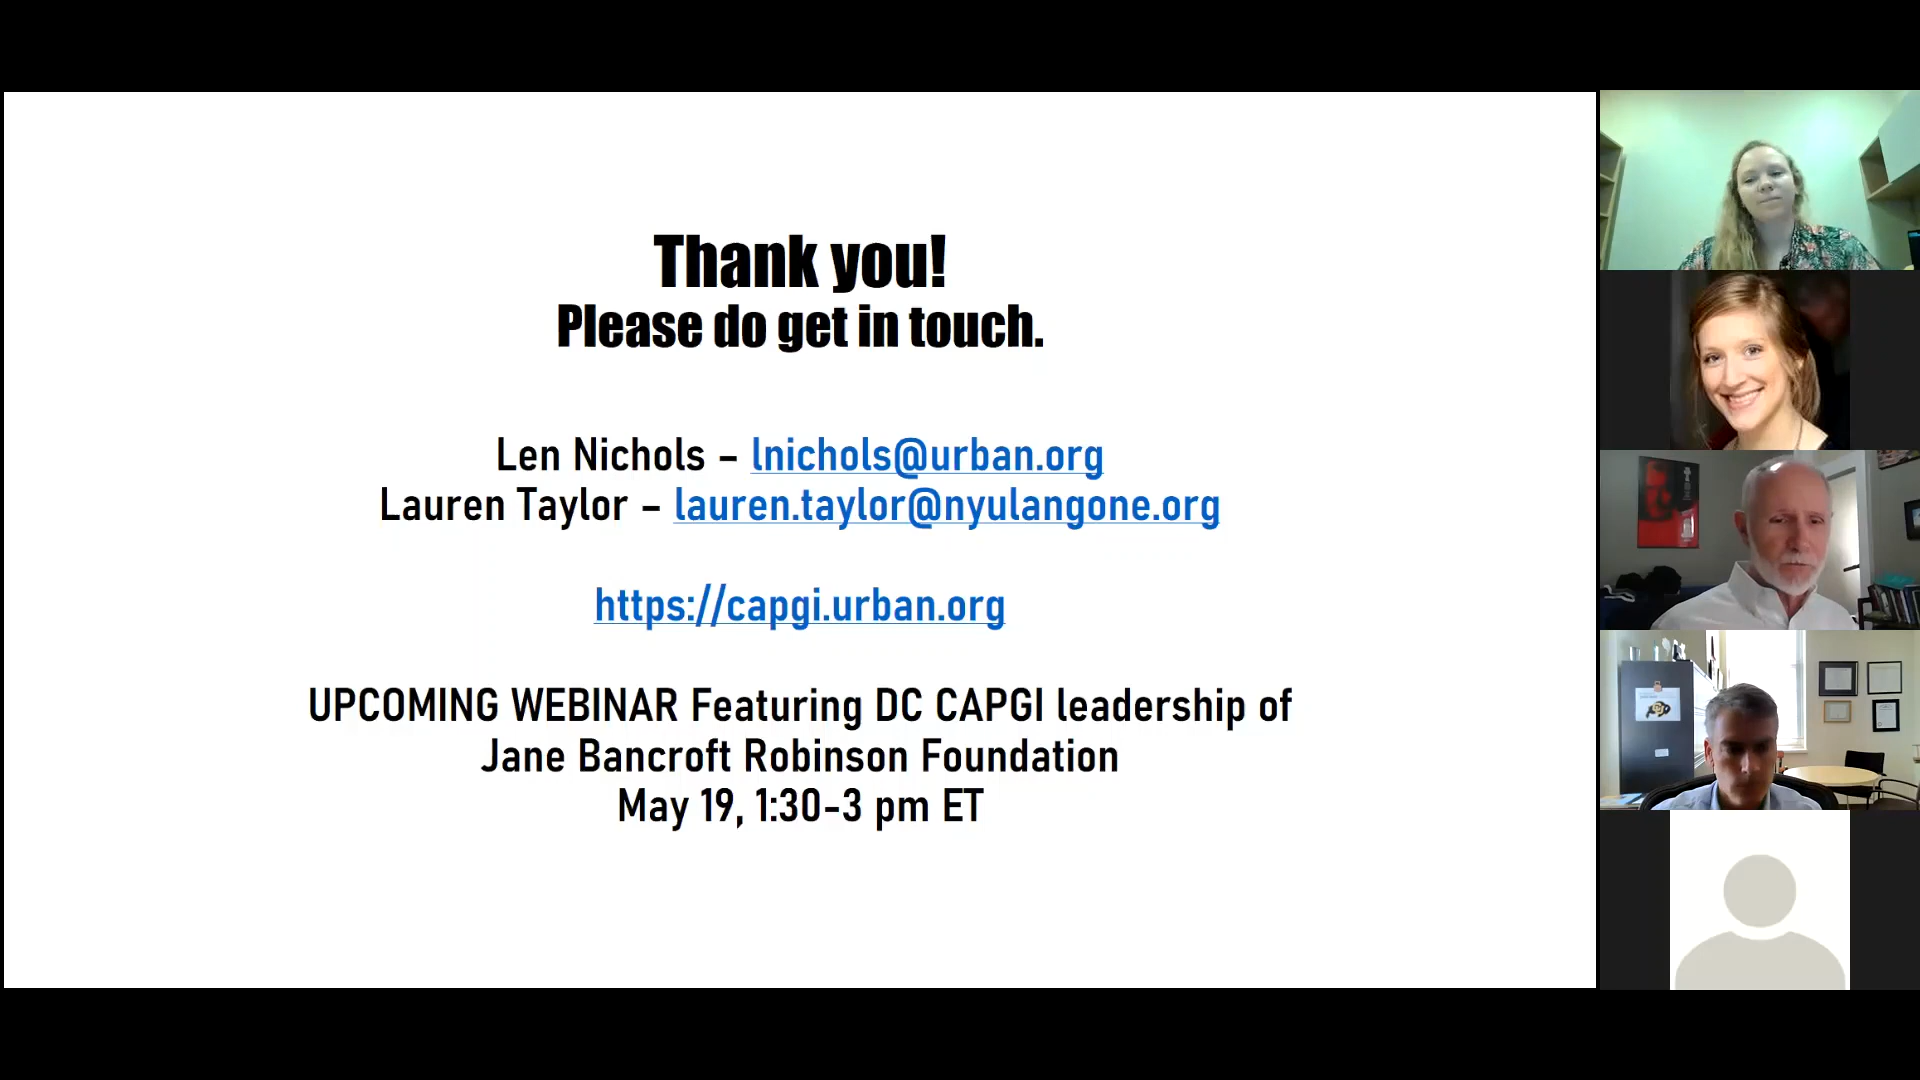 Thank you!
Please do get in touch.
Len Nichols – lnichols@urban.org
Lauren Taylor – lauren.taylor@nyulangone.org
https://capgi.urban.org
UPCOMING WEBINAR Featuring DC CAPGI leadership of
Jane Bancroft Robinson Foundation
May 19, 1:30-3 pm ET